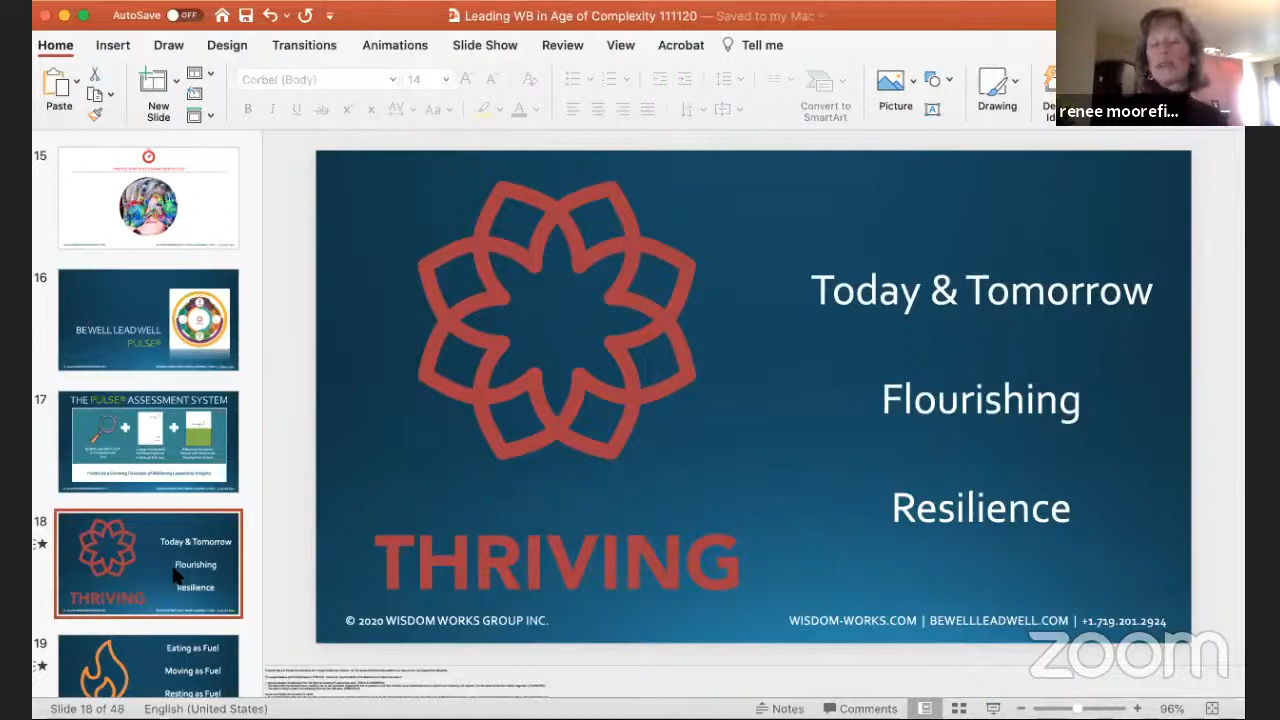 AutoSave OFF
Leading WB in Age of Complexity 111120 — Saved to my Mac
Home Insert Draw Design Transitions Animations Slide Show Review View Acrobat Tell me
Paste
New
Slide
Corbel (Body)
14
Convert to
SmartArt
Picture
Drawing
renee moorefi...
15
16
BE WELL LEAD WELL
PULSE®
17
THE PULSE® ASSESSMENT SYSTEM
18
Today & Tomorrow
Flourishing
Resilience
THRIVING
19
Eating as Fuel
Moving as Fuel
Resting as Fuel
Today & Tomorrow
Flourishing
Resilience
THRIVING
© 2020 WISDOM WORKS GROUP INC.
WISDOM-WORKS.COM | BEWELLLEADWELL.COM | +1.719.201.2924
zoom
Slide 18 of 48
English (United States)
Notes
Comments
96%